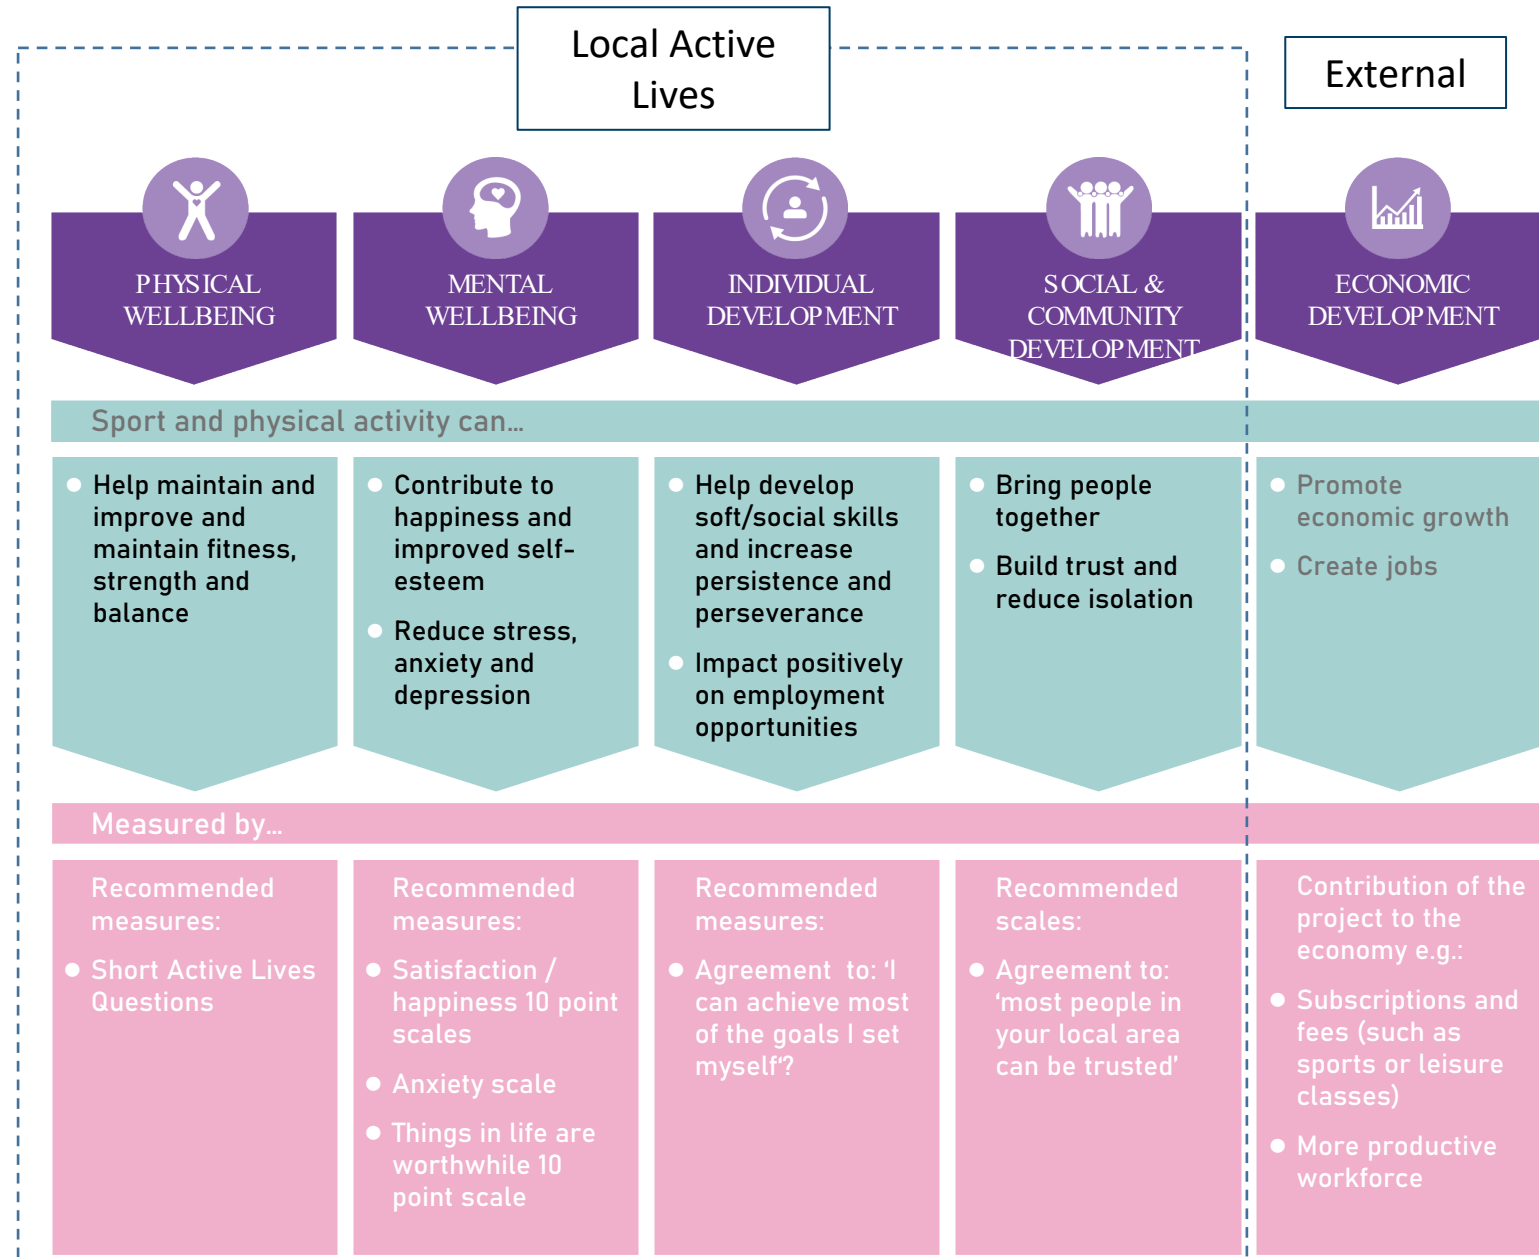 Local Active
Lives
External
PHYSICAL
WELLBEING
MENTAL
WELLBEING
INDIVIDUAL
DEVELOPMENT
SOCIAL &
COMMUNITY
DEVELOPMENT
ECONOMIC
DEVELOPMENT
Sport and physical activity can...
Help maintain and
improve and
maintain fitness,
strength and
balance
Contribute to
happiness and
improved self-
esteem
Reduce stress,
anxiety and
depression
Help develop
soft/social skills
and increase
persistence and
perseverance
Impact positively
on employment
opportunities
Bring people
together
Build trust and
reduce isolation
Promote
economic growth
Create jobs
Measured by...
Recommended
measures:
Short Active Lives
Questions
Recommended
measures:
Satisfaction /
happiness 10 point
scales
Anxiety scale
Things in life are
worthwhile 10
point scale
Recommended
measures:
Agreement to: ‘I
can achieve most
of the goals I set
myself‘?
Recommended
scales:
Agreement to:
‘most people in
your local area
can be trusted’
Contribution of the
project to the
economy e.g.:
Subscriptions and
fees (such as
sports or leisure
classes)
More productive
workforce